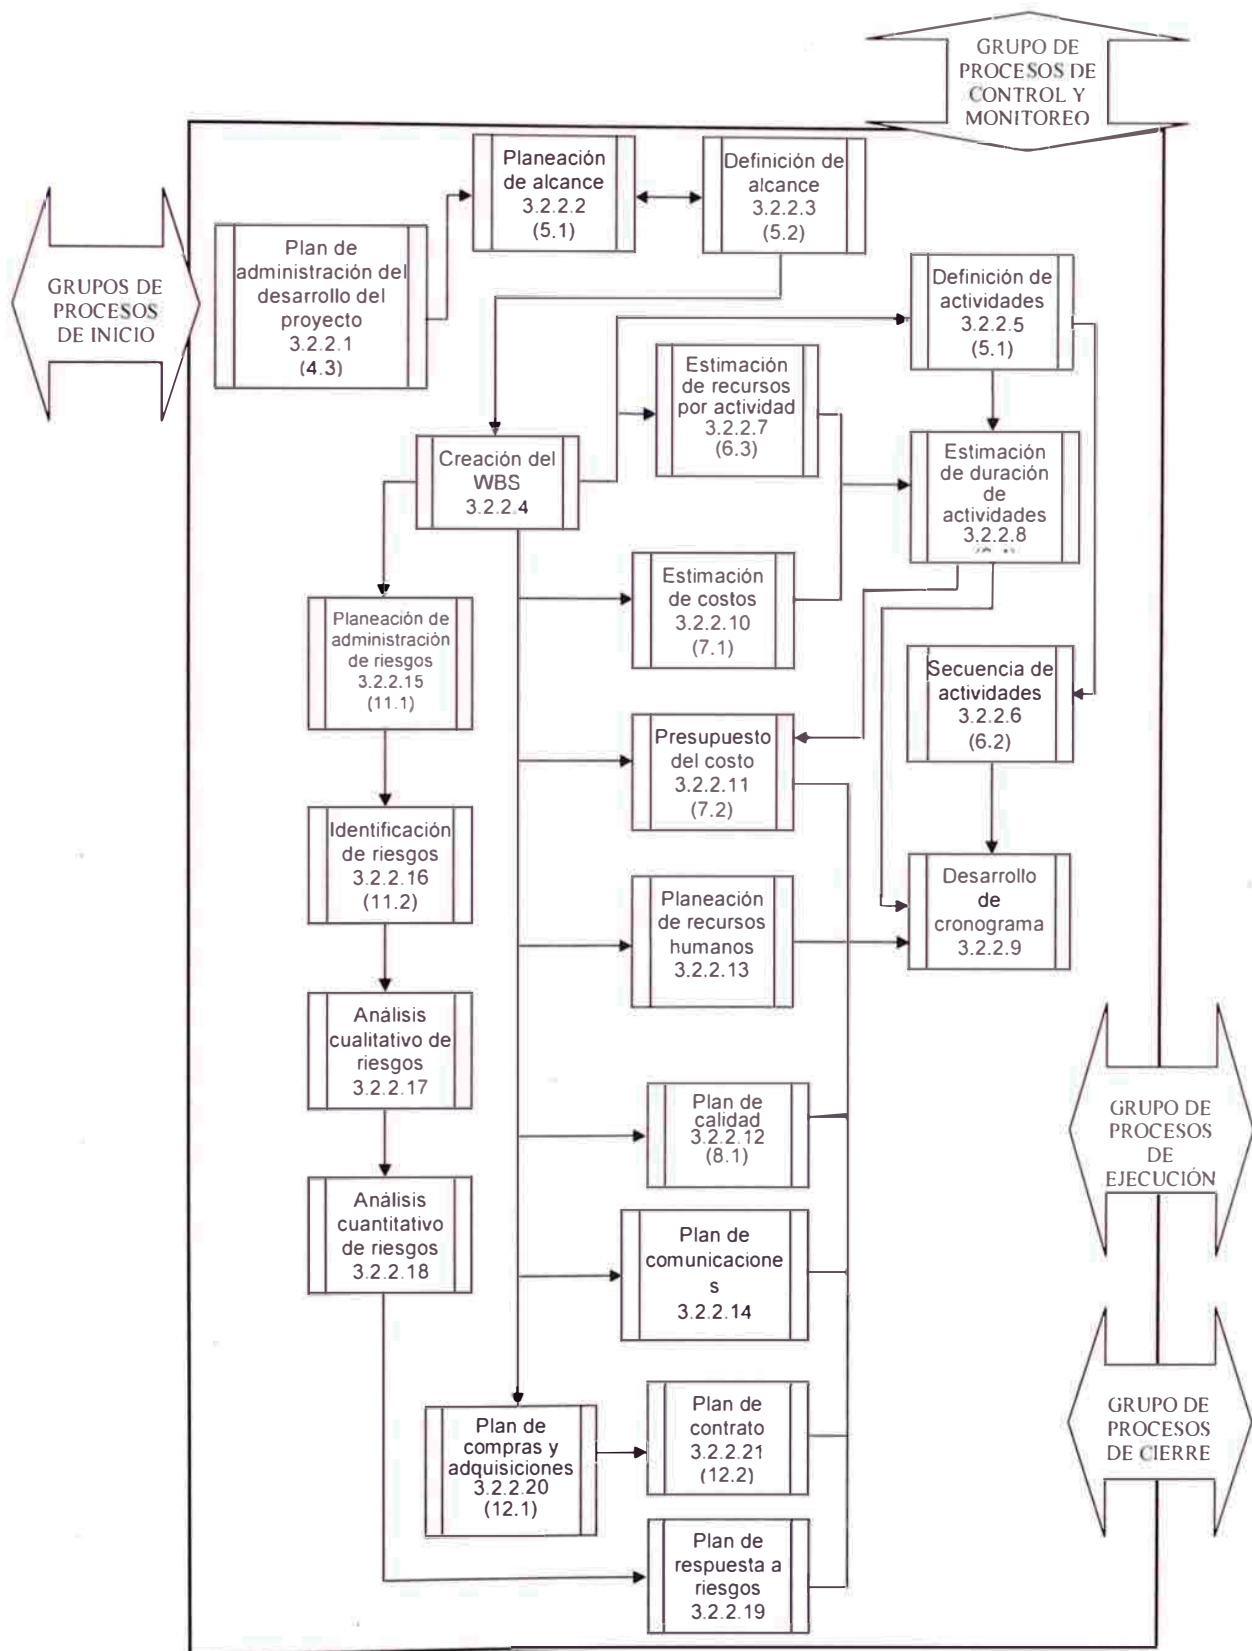 GRUPO DE
PROCESOS DE
CONTROL Y
MONITOREO
Planeación
de alcance
3.2.2.2
(5.1)
Definición de
alcance
3.2.2.3
(5.2)
GRUPOS DE
PROCESOS
DE INICIO
Plan de
administración del
desarrollo del
proyecto
3.2.2.1
(4.3)
Definición de
actividades
3.2.2.5
(5.1)
Estimación
de recursos
por actividad
3.2.2.7
(6.3)
Creación del
WBS
3.2.2.4
Estimación
de duración
de
actividades
3.2.2.8
Estimación
de costos
3.2.2.10
(7.1)
Planeación de
administración
de riesgos
3.2.2.15
(11.1)
Secuencia de
actividades
3.2.2.6
(6.2)
Presupuesto
del costo
3.2.2.11
(7.2)
Identificación
de riesgos
3.2.2.16
(11.2)
Planeación
de recursos
humanos
3.2.2.13
Desarrollo
de
cronograma
3.2.2.9
Análisis
cualitativo de
riesgos
3.2.2.17
Plan de
calidad
3.2.2.12
(8.1)
GRUPO DE
PROCESOS
DE
EJECUCIÓN
Análisis
cuantitativo
de riesgos
3.2.2.18
Plan de
comunicacione
s
3.2.2.14
Plan de
compras y
adquisiciones
3.2.2.20
(12.1)
Plan de
contrato
3.2.2.21
(12.2)
GRUPO DE
PROCESOS
DE CIERRE
Plan de
respuesta a
riesgos
3.2.2.19